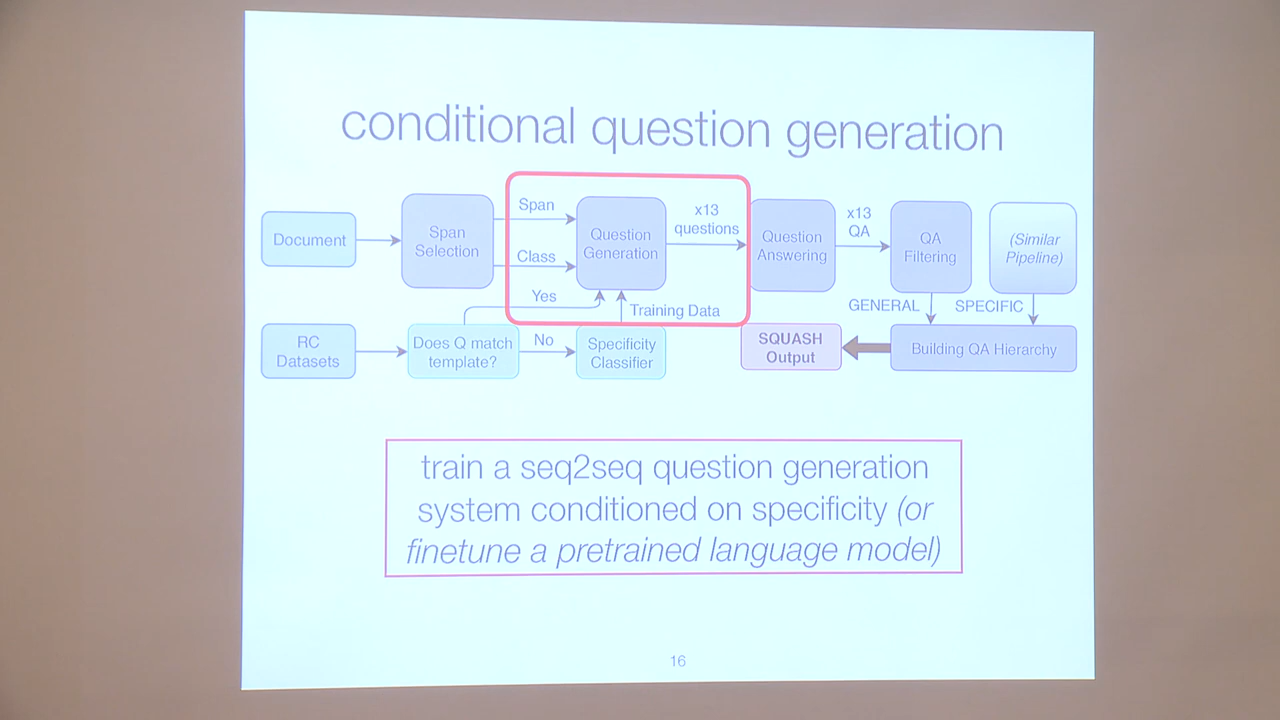 conditional question generation
Document
Span
Selection
Span
Class
Yes
Question
Generation
x13
questions
Training Data
Question
Answering
x13
QA
QA
Filtering
(Similar
Pipeline)
GENERAL
SPECIFIC
RC
Datasets
Does Q match
template?
No
Specificity
Classifier
SQUASH
Output
Building QA Hierarchy
train a seq2seq question generation
system conditioned on specificity (or
finetune a pretrained language model)
16